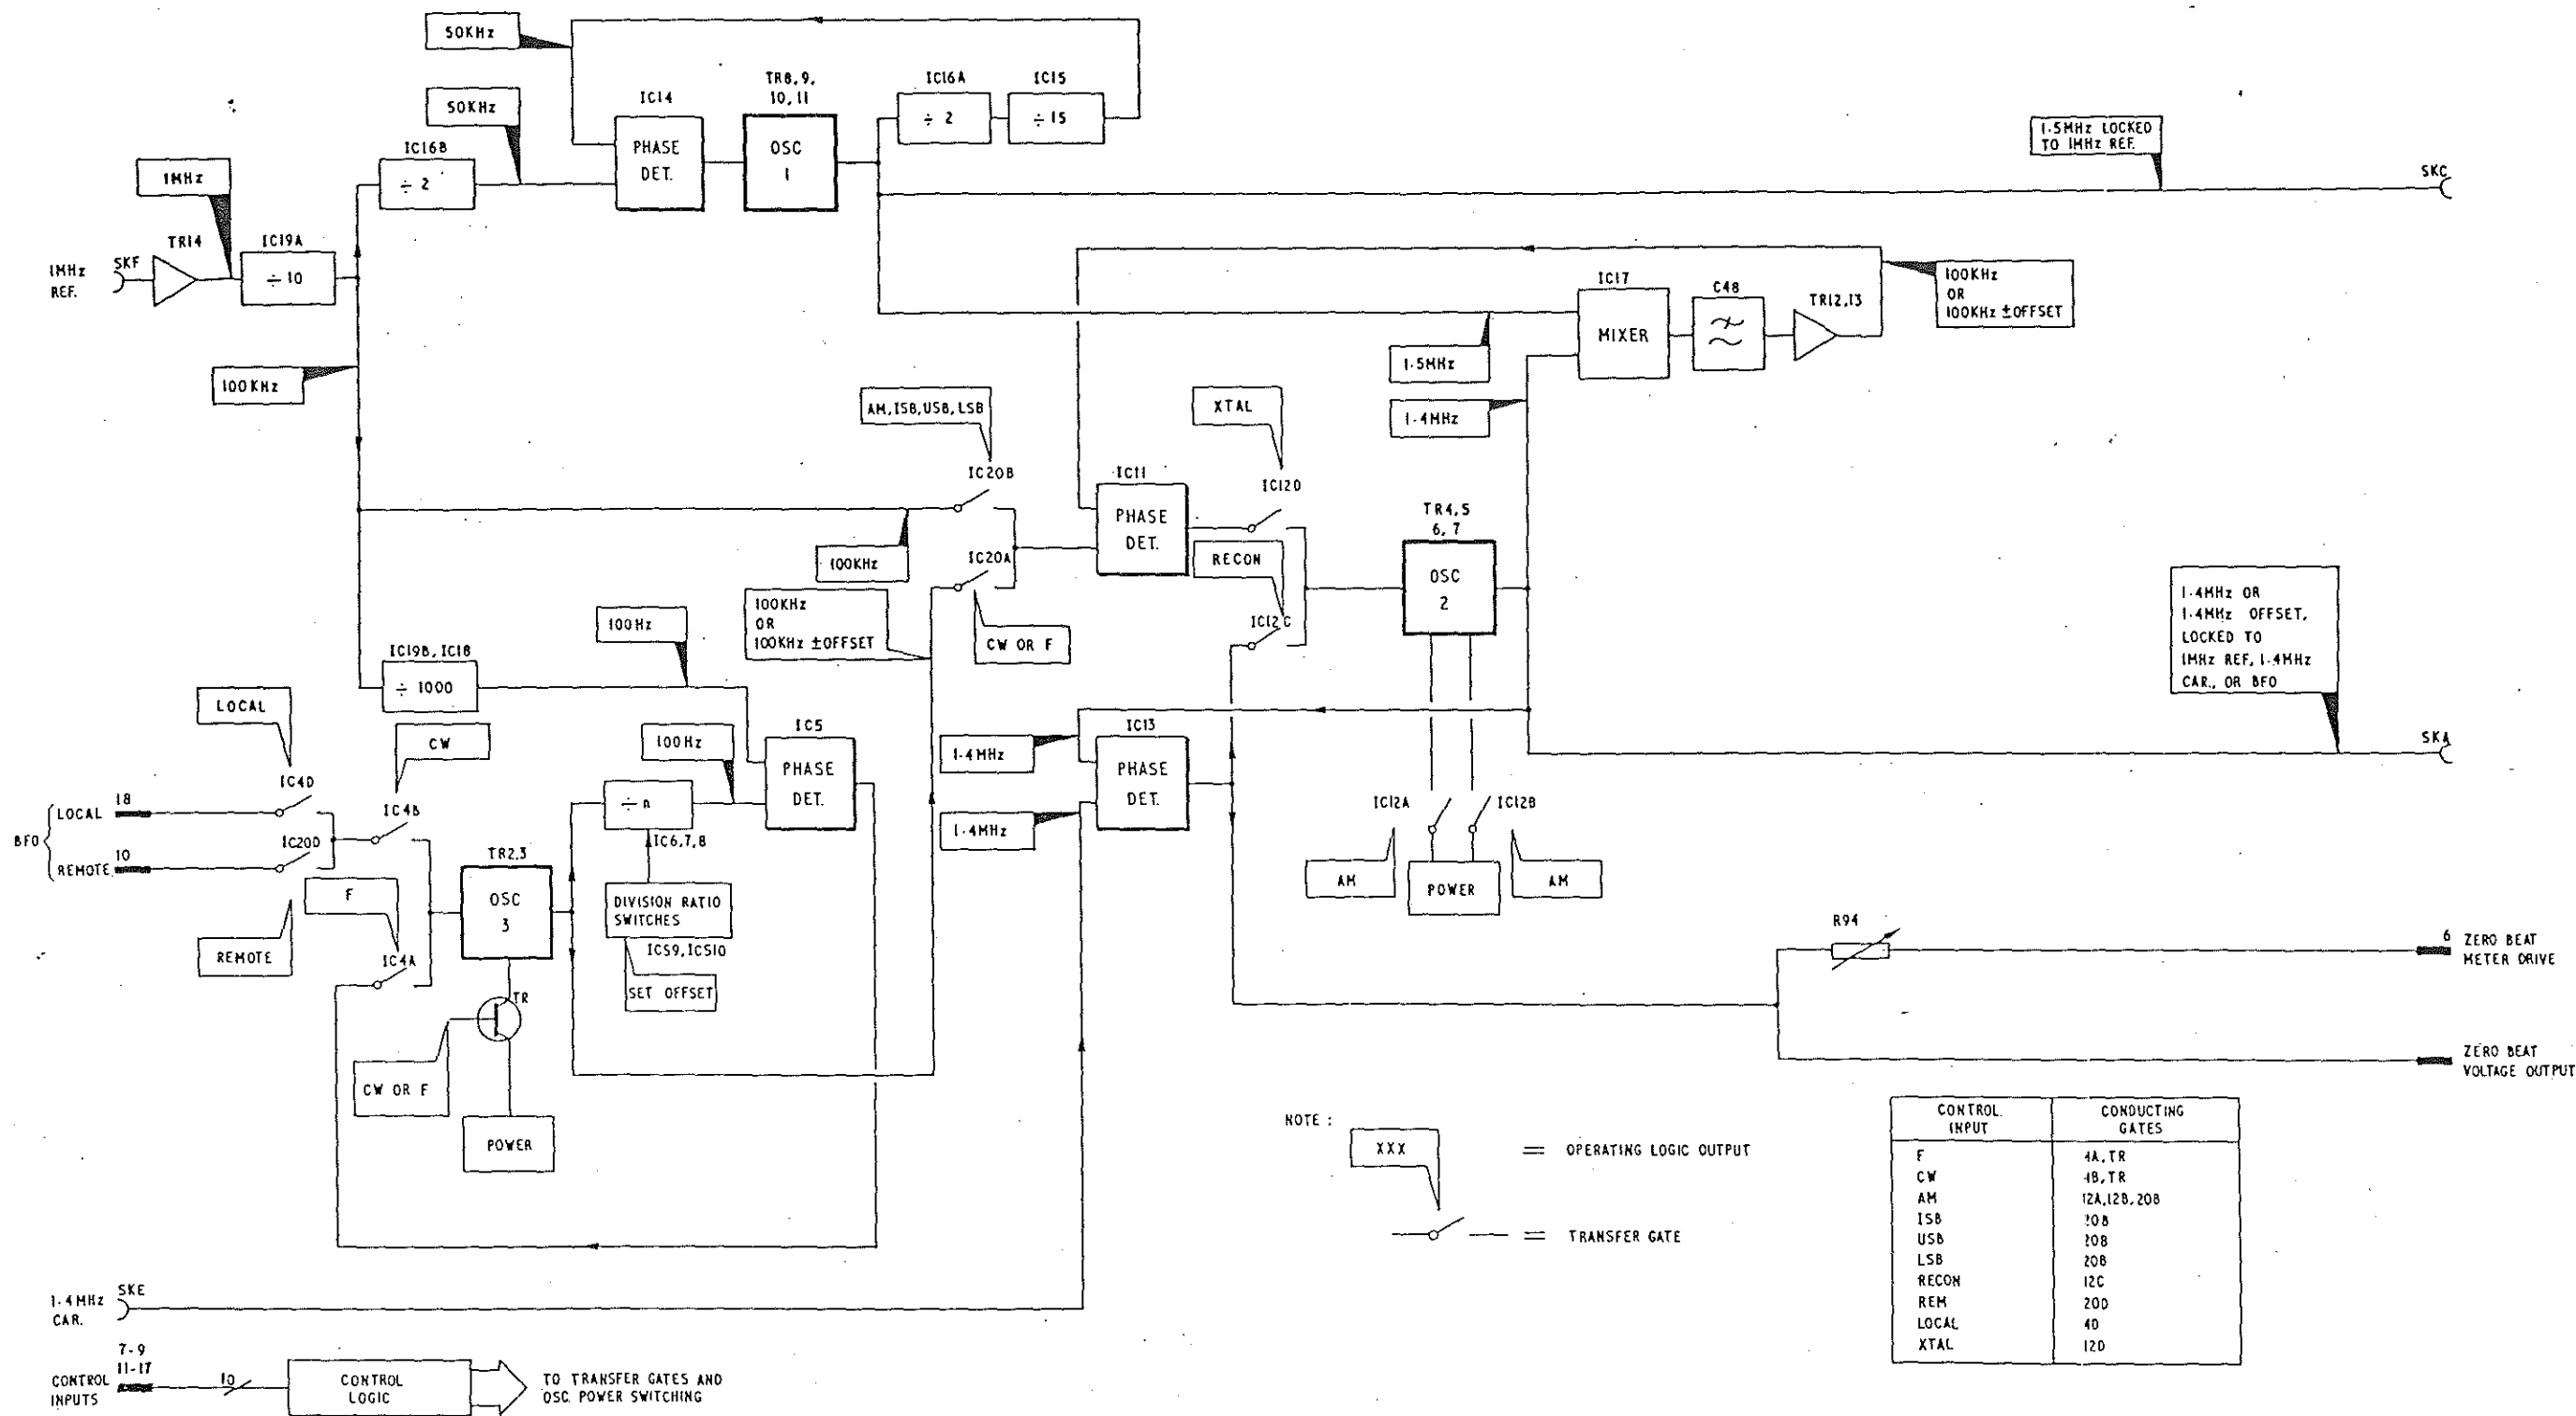 50KHz
50KHz
IC14
TR8, 9,
10, 11
IC16A
IC15
PHASE
DET.
OSC
1
÷ 2
÷ 15
1·5MHz LOCKED
TO 1MHz REF.
SKC
1MHz
IC16B
÷ 2
TR14
IC19A
1MHz
REF.
SKF
÷ 10
100KHz
IC17
MIXER
C48
TR12, 13
100KHz
OR
100KHz ±OFFSET
1·5MHz
1·4MHz
AM, ISB, USB, LSB
XTAL
IC20B
IC11
IC12D
PHASE
DET.
TR4, 5
6, 7
OSC
2
100KHz
IC20A
RECON
IC12C
100KHz
OR
100KHz ±OFFSET
CW OR F
100Hz
IC19B, IC18
÷ 1000
1·4MHz OR
1·4MHz OFFSET,
LOCKED TO
1MHz REF, 1·4MHz
CAR., OR BFO
SKA
LOCAL
CW
100Hz
IC5
PHASE
DET.
1·4MHz
IC13
PHASE
DET.
1·4MHz
IC4D
IC4B
BFO
LOCAL
18
REMOTE
10
IC20D
÷ n
IC6, 7, 8
IC12A
IC12B
AM
POWER
AM
TR2, 3
OSC
3
F
REMOTE
IC4A
DIVISION RATIO
SWITCHES
ICS9, ICS10
SET OFFSET
TR
CW OR F
POWER
R94
6
ZERO BEAT
METER DRIVE
ZERO BEAT
VOLTAGE OUTPUT
NOTE :
XXX
= OPERATING LOGIC OUTPUT
= TRANSFER GATE
CONTROL INPUT CONDUCTING GATES
F 4A, TR
CW 4B, TR
AM 12A, 12B, 20B
ISB 20B
USB 20B
LSB 20B
RECON 12C
REM 20D
LOCAL 4D
XTAL 12D
1·4MHz
CAR.
SKE
7-9
11-17
CONTROL
INPUTS
10
CONTROL
LOGIC
TO TRANSFER GATES AND
OSC. POWER SWITCHING